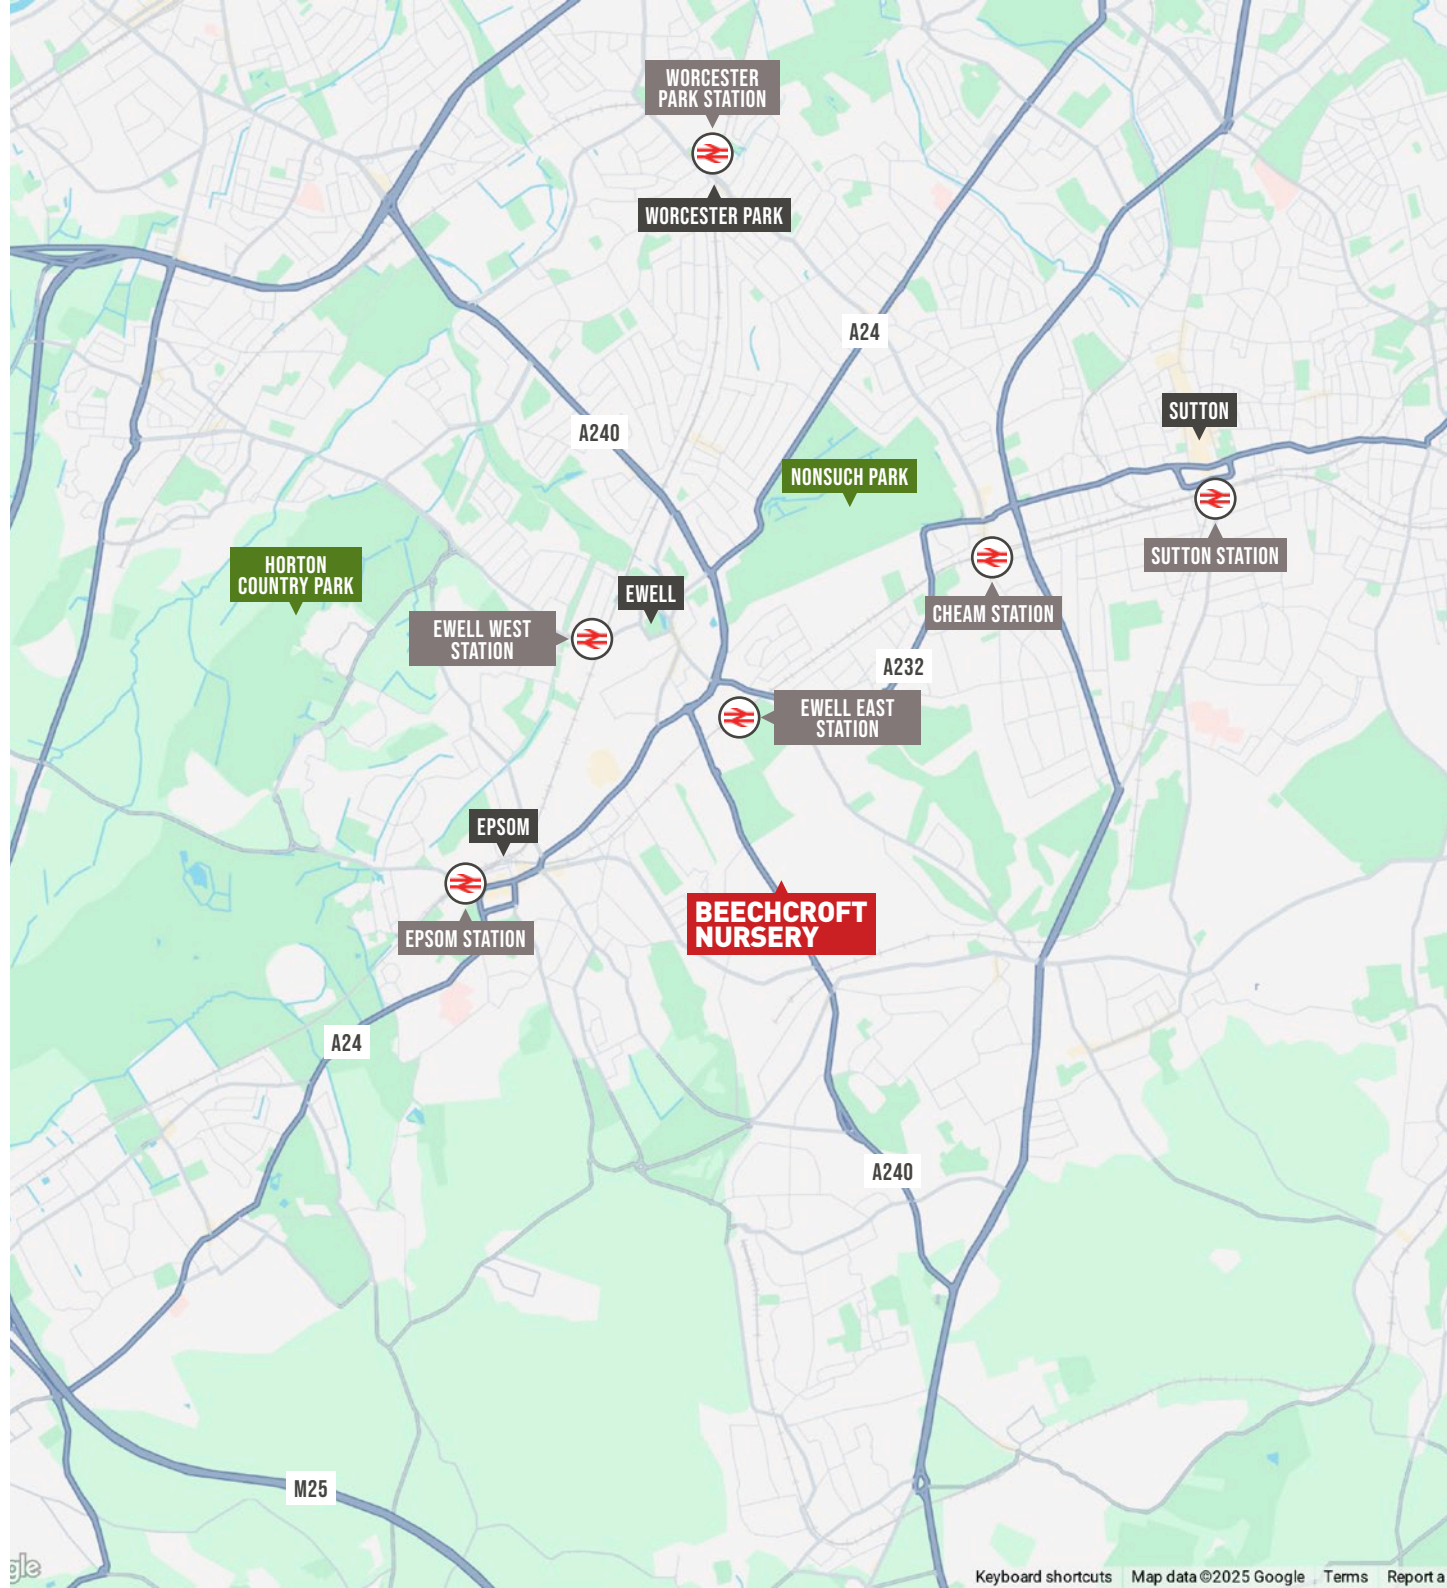 WORCESTER
PARK STATION
WORCESTER PARK
A24
SUTTON
A240
NONSUCH PARK
SUTTON STATION
HORTON
COUNTRY PARK
EWELL
CHEAM STATION
EWELL WEST
STATION
A232
EWELL EAST
STATION
EPSOM
BEECHCROFT
NURSERY
EPSOM STATION
A24
A240
M25
gle
Keyboard shortcuts
Map data ©2025 Google
Terms
Report a